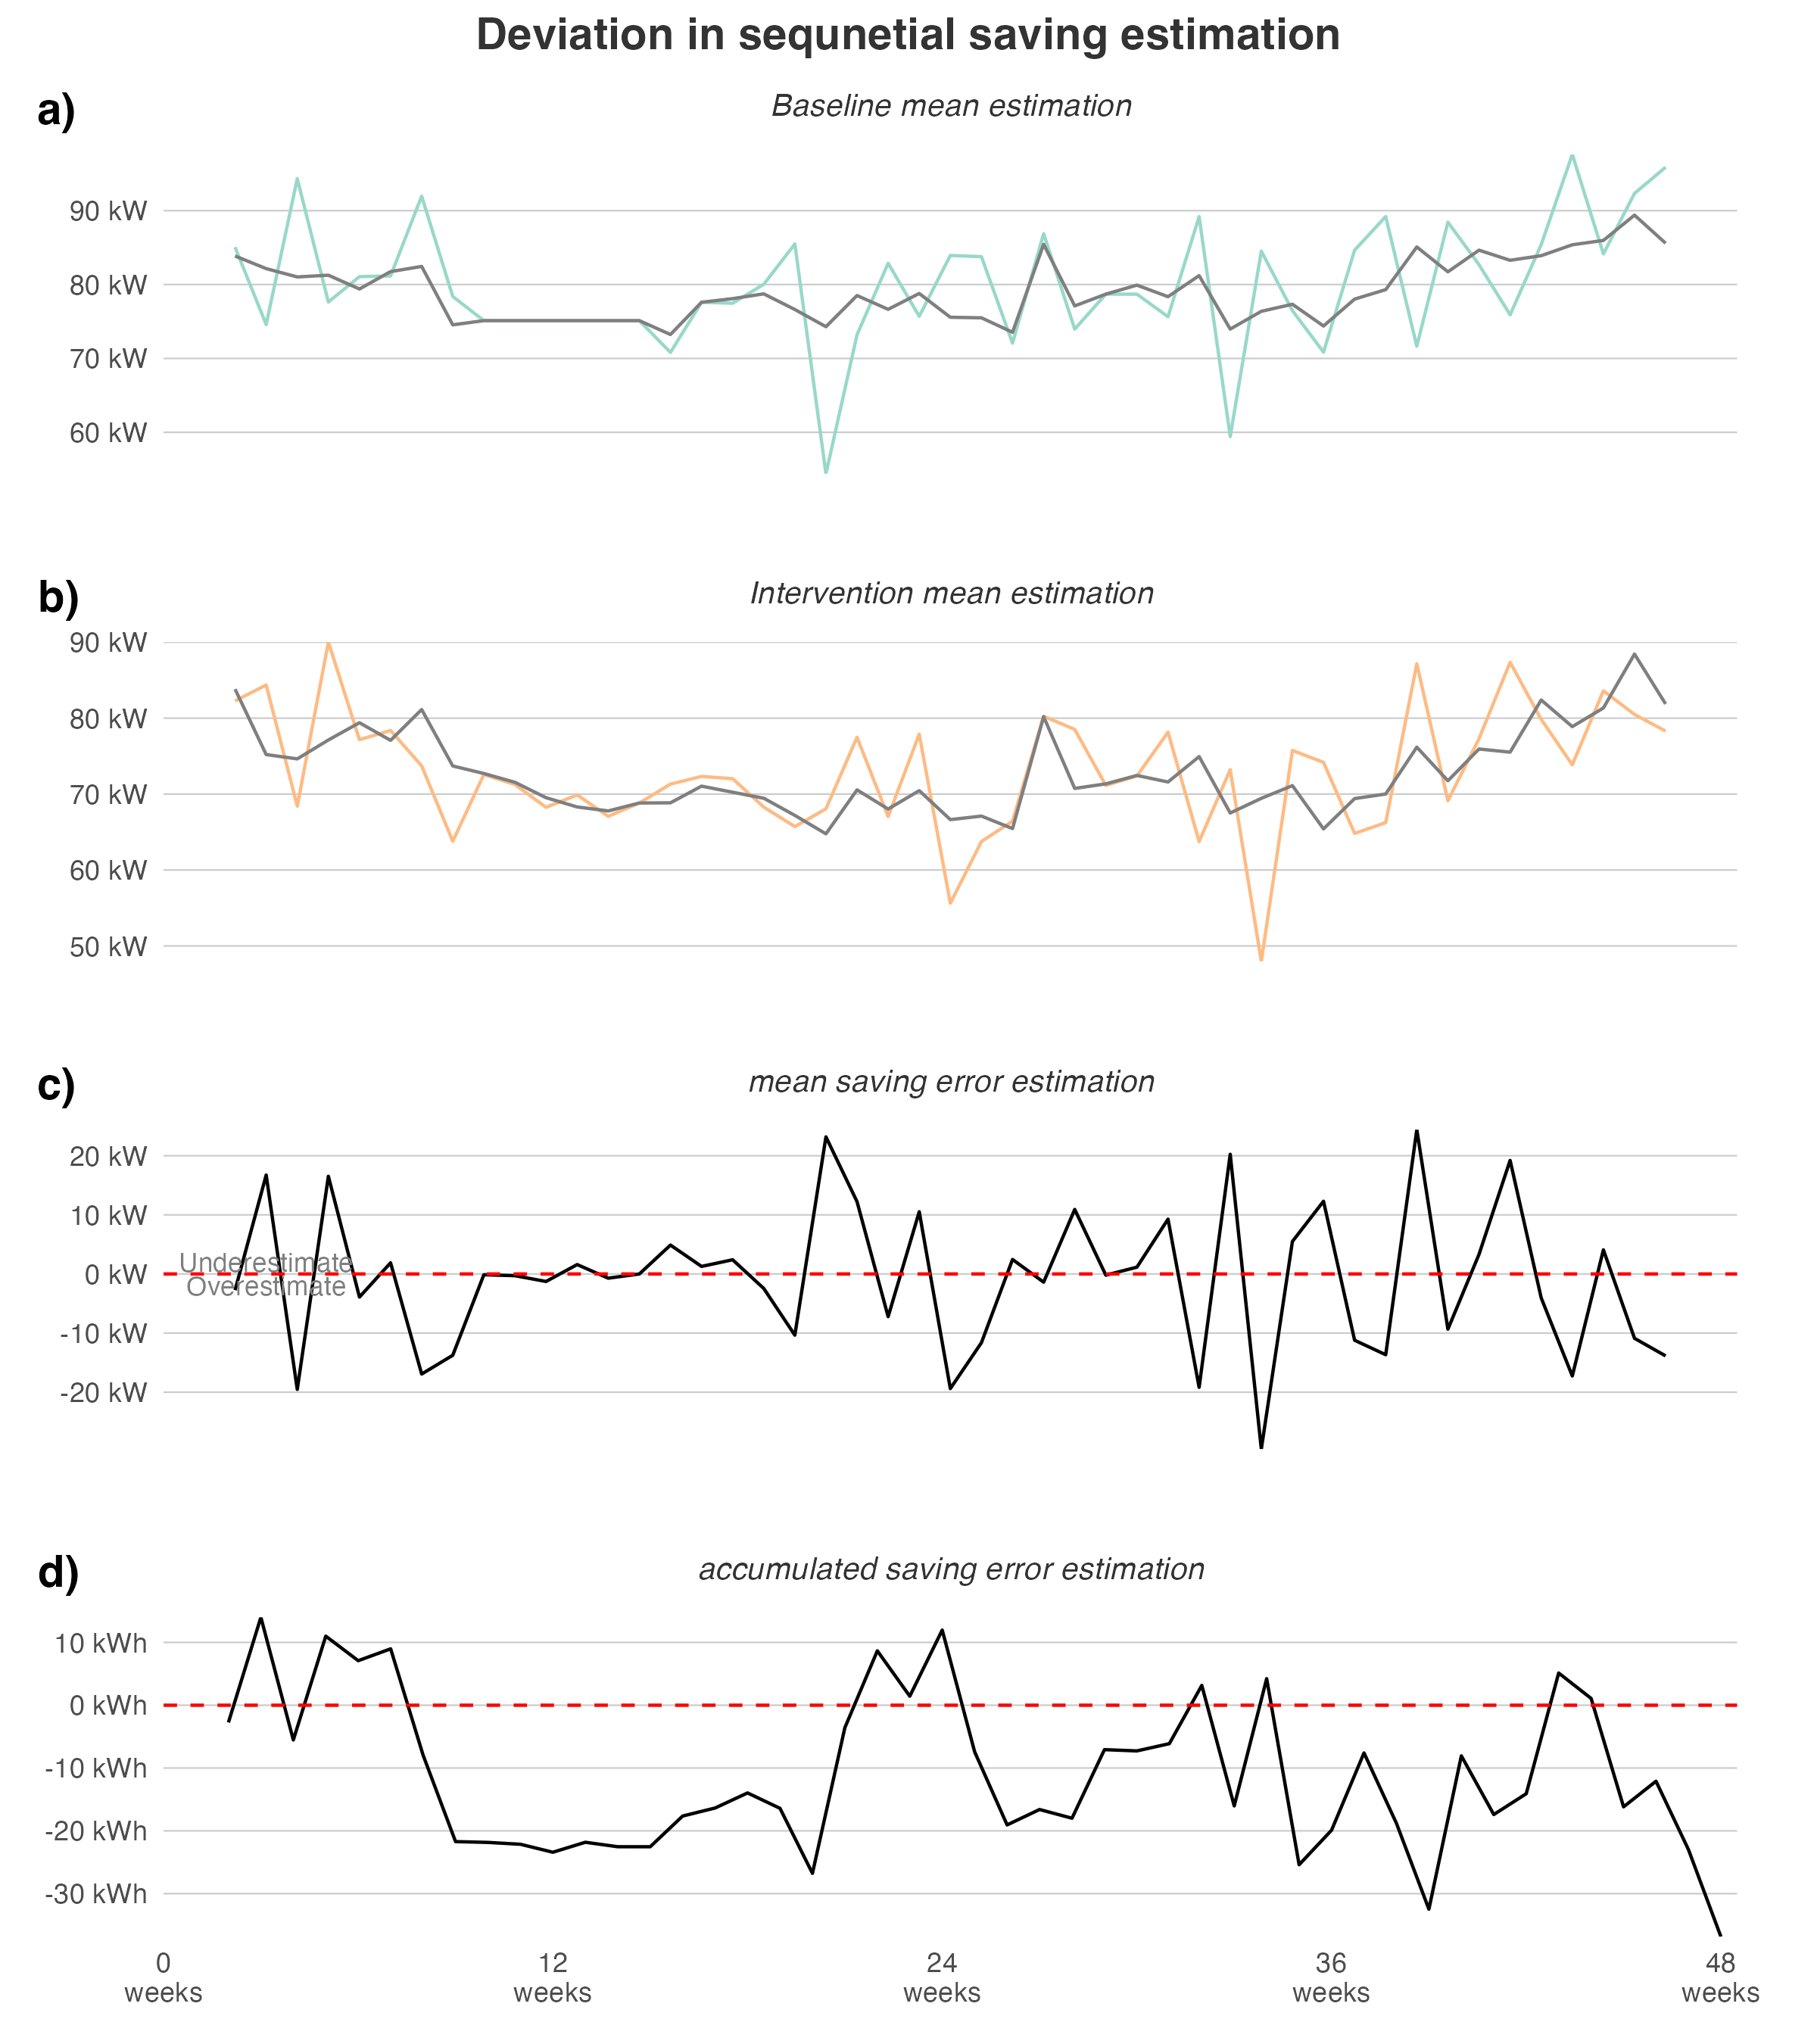 Deviation in sequnetial saving estimation
a)
Baseline mean estimation
90 kW
80 kW
70 kW
60 kW
b)
Intervention mean estimation
90 kW
80 kW
70 kW
60 kW
50 kW
c)
mean saving error estimation
20 kW
10 kW
Underestimate
0 kW
Overestimate
-10 kW
-20 kW
d)
accumulated saving error estimation
10 kWh
0 kWh
-10 kWh
-20 kWh
-30 kWh
0 12 24 36 48
weeks weeks weeks weeks weeks